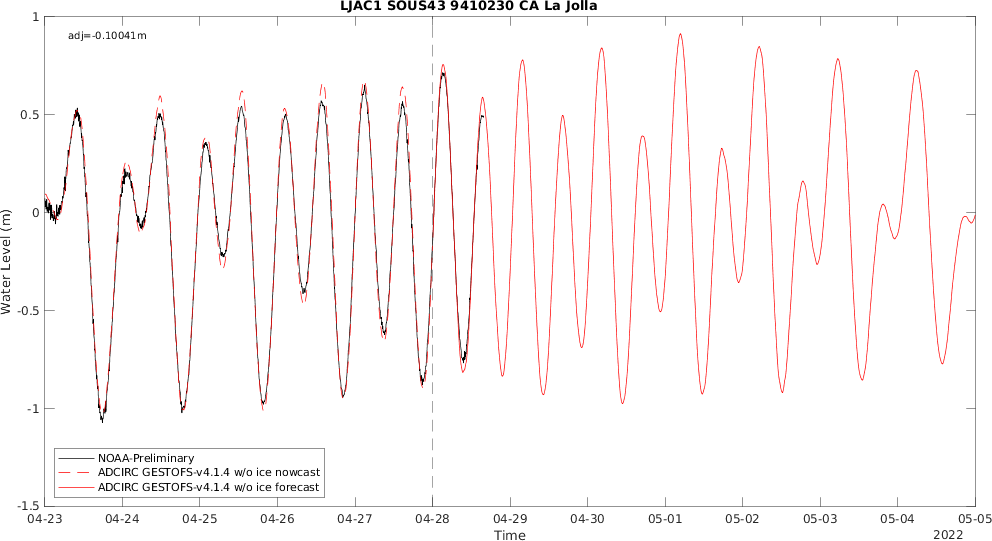 LJAC1 SOUS43 9410230 CA La Jolla
adj=-0.10041m
1
0.5
0
-0.5
-1
-1.5
Water Level (m)
NOAA-Preliminary
ADCIRC GESTOFS-v4.1.4 w/o ice nowcast
ADCIRC GESTOFS-v4.1.4 w/o ice forecast
04-23 04-24 04-25 04-26 04-27 04-28 04-29 04-30 05-01 05-02 05-03 05-04 05-05
Time
2022